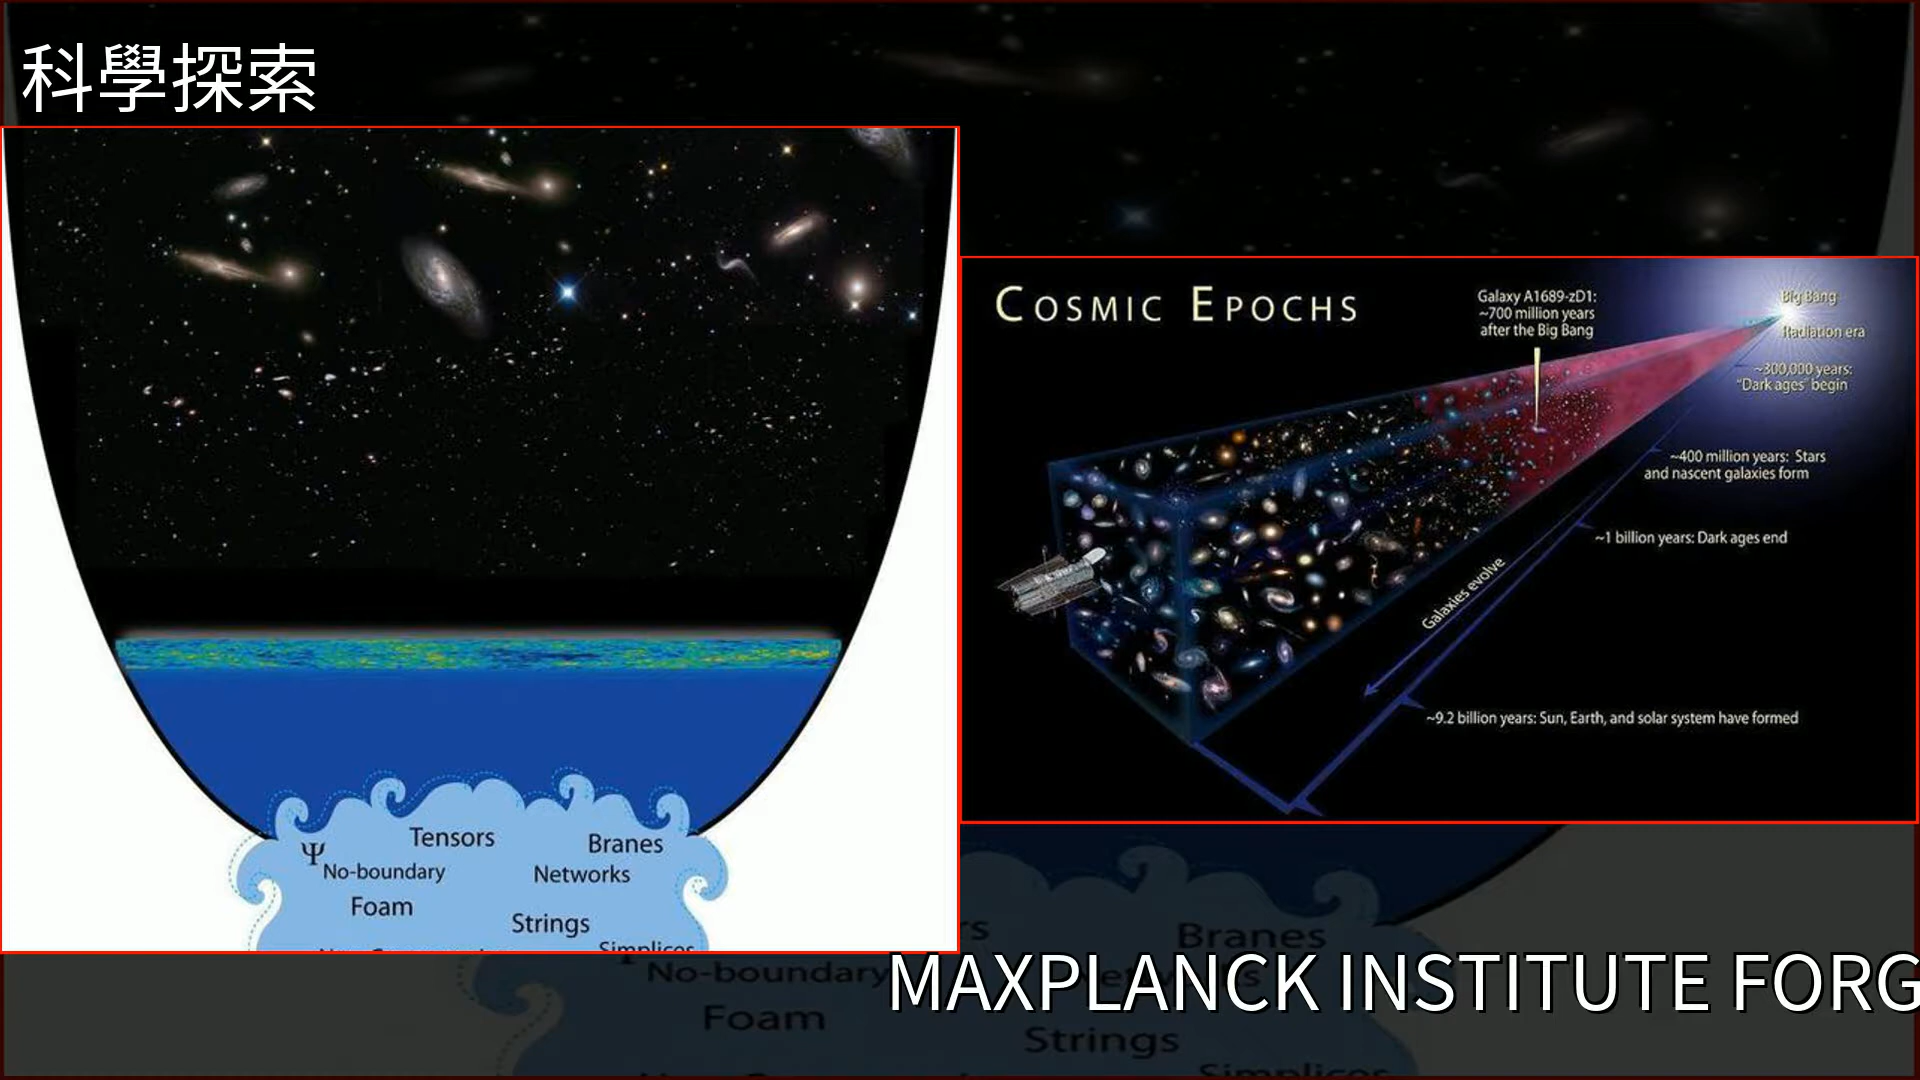 科學探索
Tensors
Branes
Ψ
No-boundary
Networks
Foam
Strings
COSMIC EPOCHS
Galaxy A1689-zD1:
~700 million years
after the Big Bang
Big Bang
Radiation era
~300,000 years:
"Dark ages" begin
~400 million years: Stars
and nascent galaxies form
~1 billion years: Dark ages end
Galaxies evolve
~9.2 billion years: Sun, Earth, and solar system have formed
Branes
No-boundary
Foam
Strings
MAXPLANCK INSTITUTE FORG